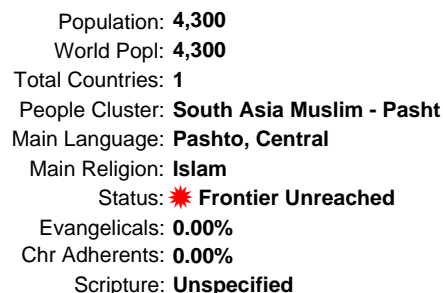 Population: 4,300
World Popl: 4,300
Total Countries: 1
People Cluster: South Asia Muslim - Pasht
Main Language: Pashto, Central
Main Religion: Islam
Status: Frontier Unreached
Evangelicals: 0.00%
Chr Adherents: 0.00%
Scripture: Unspecified